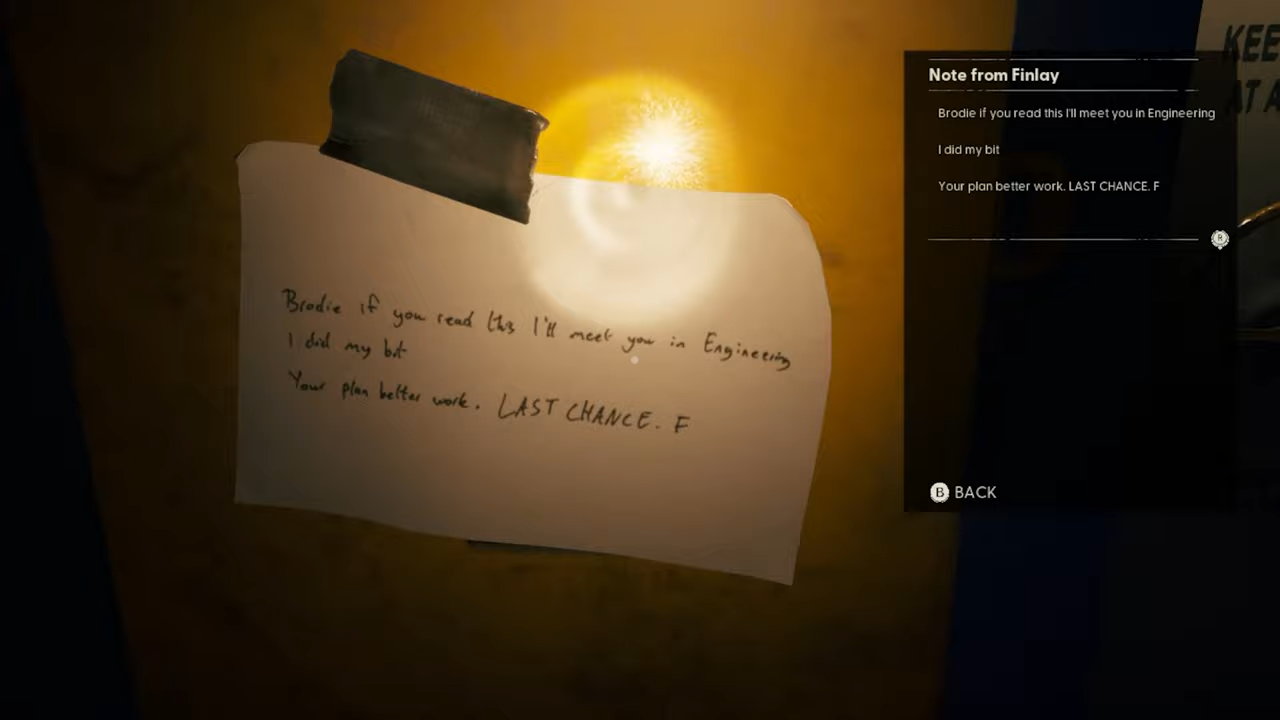 Brodie if you read this I'll meet you in Engineering
I did my bit
Your plan better work. LAST CHANCE. F
Note from Finlay
Brodie if you read this I'll meet you in Engineering
I did my bit
Your plan better work. LAST CHANCE. F
R
B BACK
KEE
AT A